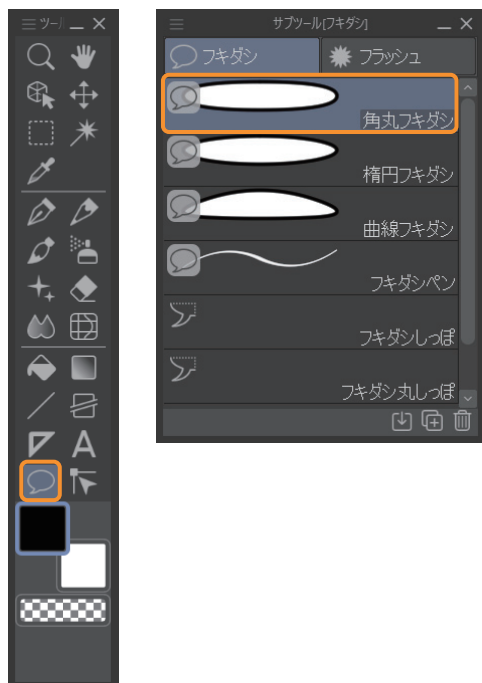 ツール
サブツール[フキダシ]
フキダシ
フラッシュ
角丸フキダシ
楕円フキダシ
曲線フキダシ
フキダシペン
フキダシしっぽ
フキダシ丸しっぽ
A